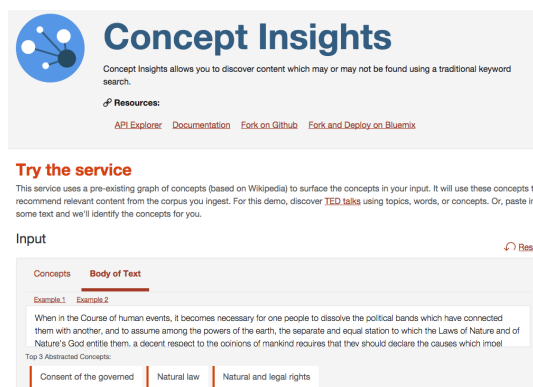 Concept Insights
Concept Insights allows you to discover content which may or may not be found using a traditional keyword
search.
Resources:
API Explorer Documentation Fork on Github Fork and Deploy on Bluemix
Try the service
This service uses a pre-existing graph of concepts (based on Wikipedia) to surface the concepts in your input. It will use these concepts t
recommend relevant content from the corpus you ingest. For this demo, discover TED talks using topics, words, or concepts. Or, paste in
some text and we'll identify the concepts for you.
Input
Res
Concepts Body of Text
Example 1 Example 2
When in the Course of human events, it becomes necessary for one people to dissolve the political bands which have connected
them with another, and to assume among the powers of the earth, the separate and equal station to which the Laws of Nature and of
Nature's God entitle them, a decent respect to the opinions of mankind requires that they should declare the causes which impel
Top 3 Abstracted Concepts:
Consent of the governed Natural law Natural and legal rights